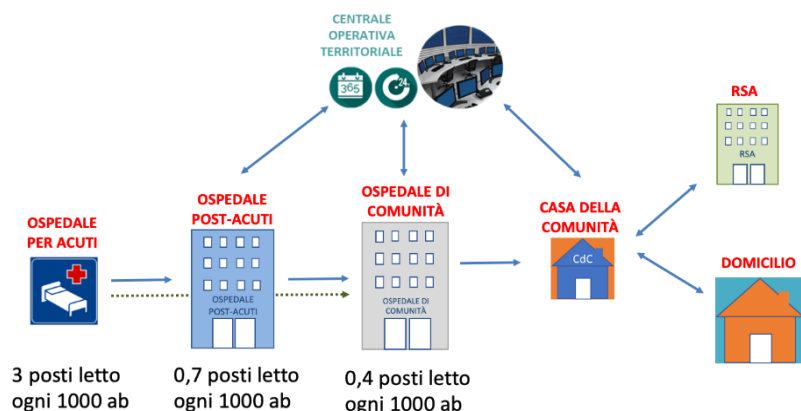 CENTRALE
OPERATIVA
TERRITORIALE
365
24
RSA
RSA
OSPEDALE
POST-ACUTI
OSPEDALE DI
COMUNITÀ
CASA DELLA
COMUNITÀ
OSPEDALE
PER ACUTI
CdC
DOMICILIO
OSPEDALE
POST-ACUTI
OSPEDALE DI
COMUNITÀ
3 posti letto
ogni 1000 ab
0,7 posti letto
ogni 1000 ab
0,4 posti letto
ogni 1000 ab